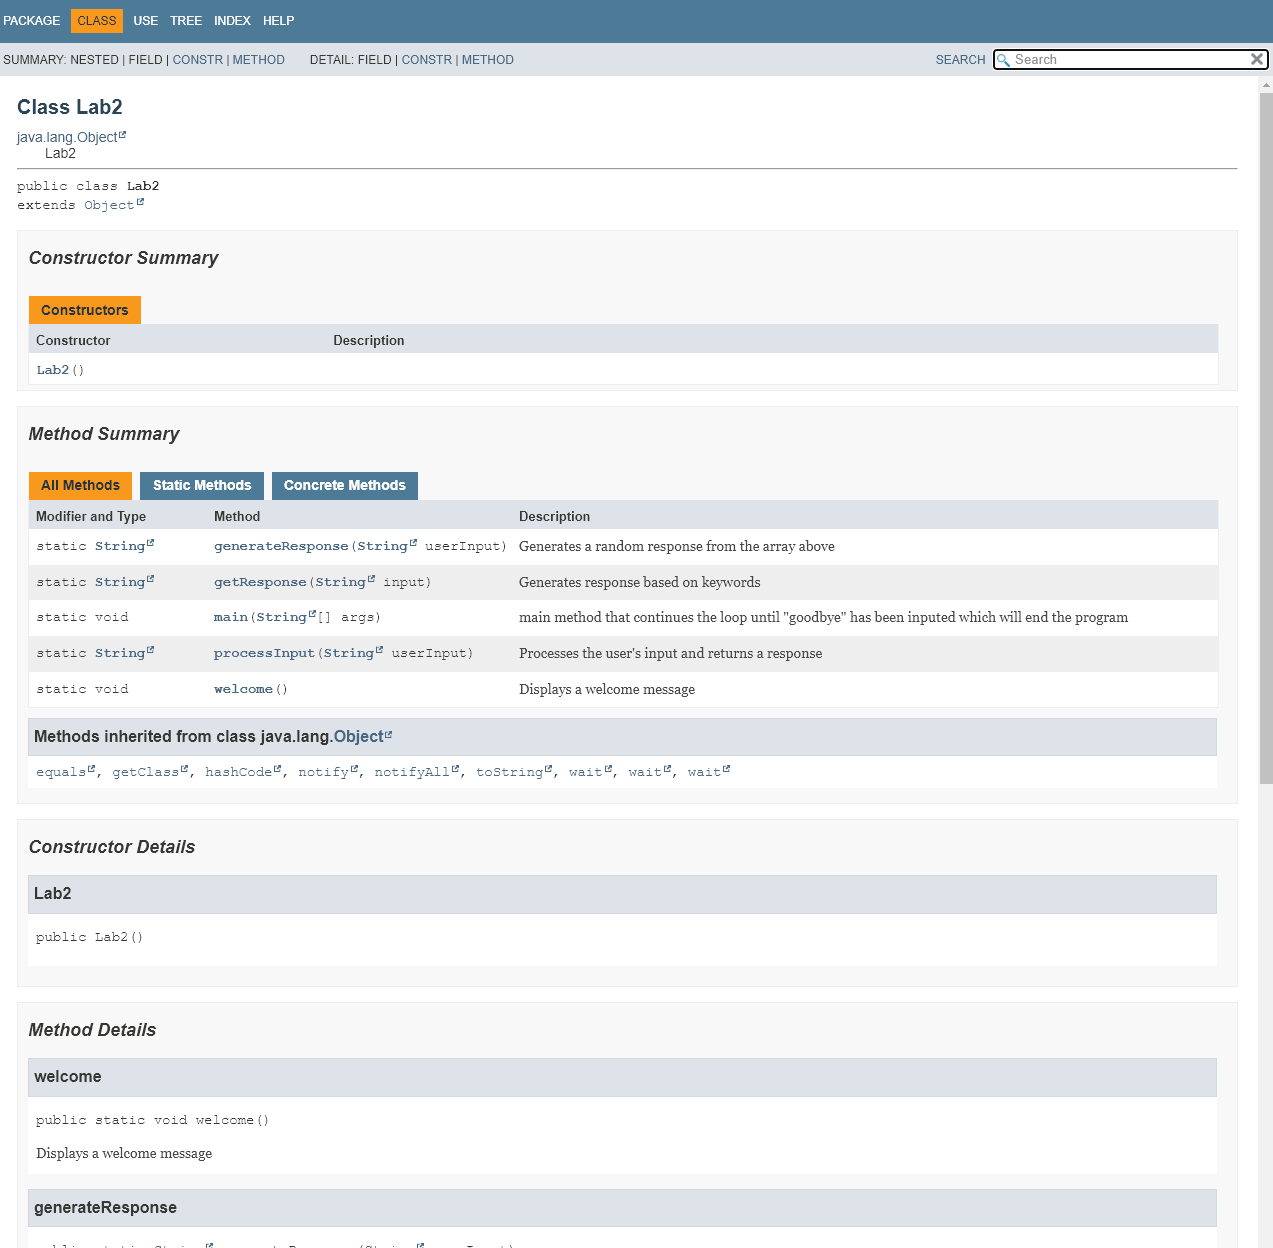 PACKAGE CLASS USE TREE INDEX HELP
SUMMARY: NESTED | FIELD | CONSTR | METHOD DETAIL: FIELD | CONSTR | METHOD SEARCH Search
Class Lab2
java.lang.Object
Lab2
public class Lab2
extends Object
Constructor Summary
Constructors
Constructor Description
Lab2()
Method Summary
All Methods Static Methods Concrete Methods
Modifier and Type Method Description
static String generateResponse(String userInput) Generates a random response from the array above
static String getResponse(String input) Generates response based on keywords
static void main(String[] args) main method that continues the loop until "goodbye" has been inputed which will end the program
static String processInput(String userInput) Processes the user's input and returns a response
static void welcome() Displays a welcome message
Methods inherited from class java.lang.Object
equals, getClass, hashCode, notify, notifyAll, toString, wait, wait, wait
Constructor Details
Lab2
public Lab2()
Method Details
welcome
public static void welcome()
Displays a welcome message
generateResponse
public static String generateResponse(String userInput)